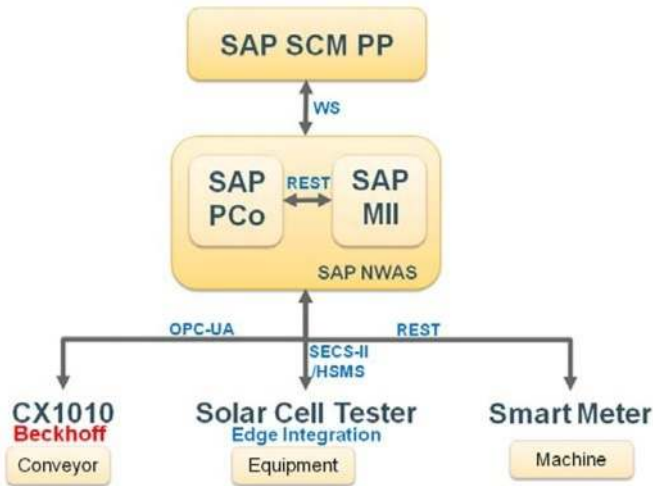 SAP SCM PP
WS
SAP
PCo
REST
SAP
MII
SAP NWAS
OPC-UA
REST
SECS-II
/HSMS
CX1010
Beckhoff
Conveyor
Solar Cell Tester
Edge Integration
Equipment
Smart Meter
Machine